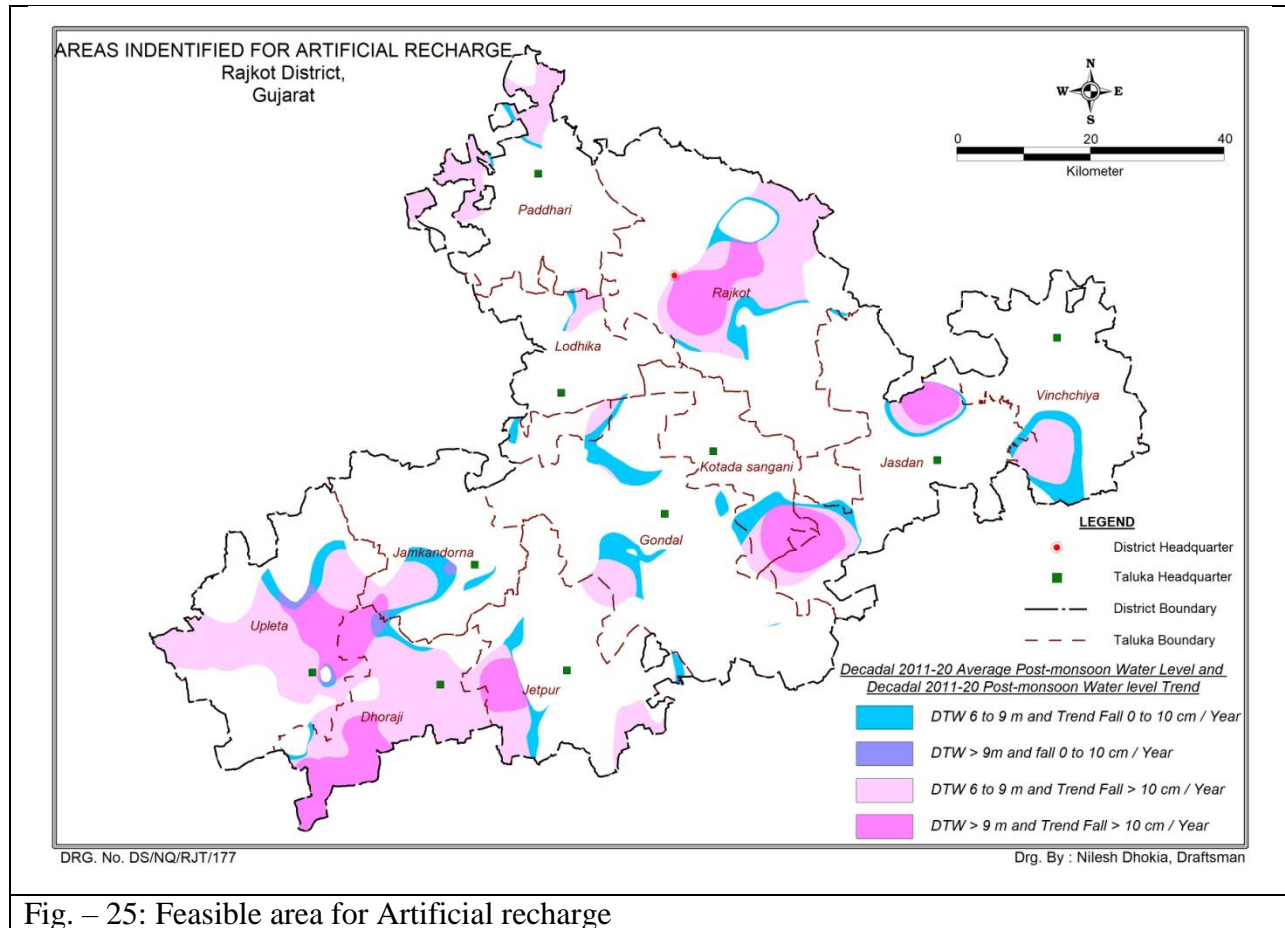 AREAS INDENTIFIED FOR ARTIFICIAL RECHARGE
Rajkot District,
Gujarat
N
W E
S
0 20 40
Kilometer
Paddhari
Rajkot
Lodhika
Vinchchiya
Kotada sangani
Jasdan
Gondal
Jamkandorna
Upleta
Jetpur
Dhoraji
LEGEND
District Headquarter
Taluka Headquarter
District Boundary
Taluka Boundary
Decadal 2011-20 Average Post-monsoon Water Level and
Decadal 2011-20 Post-monsoon Water level Trend
DTW 6 to 9 m and Trend Fall 0 to 10 cm / Year
DTW > 9m and fall 0 to 10 cm / Year
DTW 6 to 9 m and Trend Fall > 10 cm / Year
DTW > 9 m and Trend Fall > 10 cm / Year
DRG. No. DS/NQ/RJT/177
Drg. By : Nilesh Dhokia, Draftsman
Fig. – 25: Feasible area for Artificial recharge